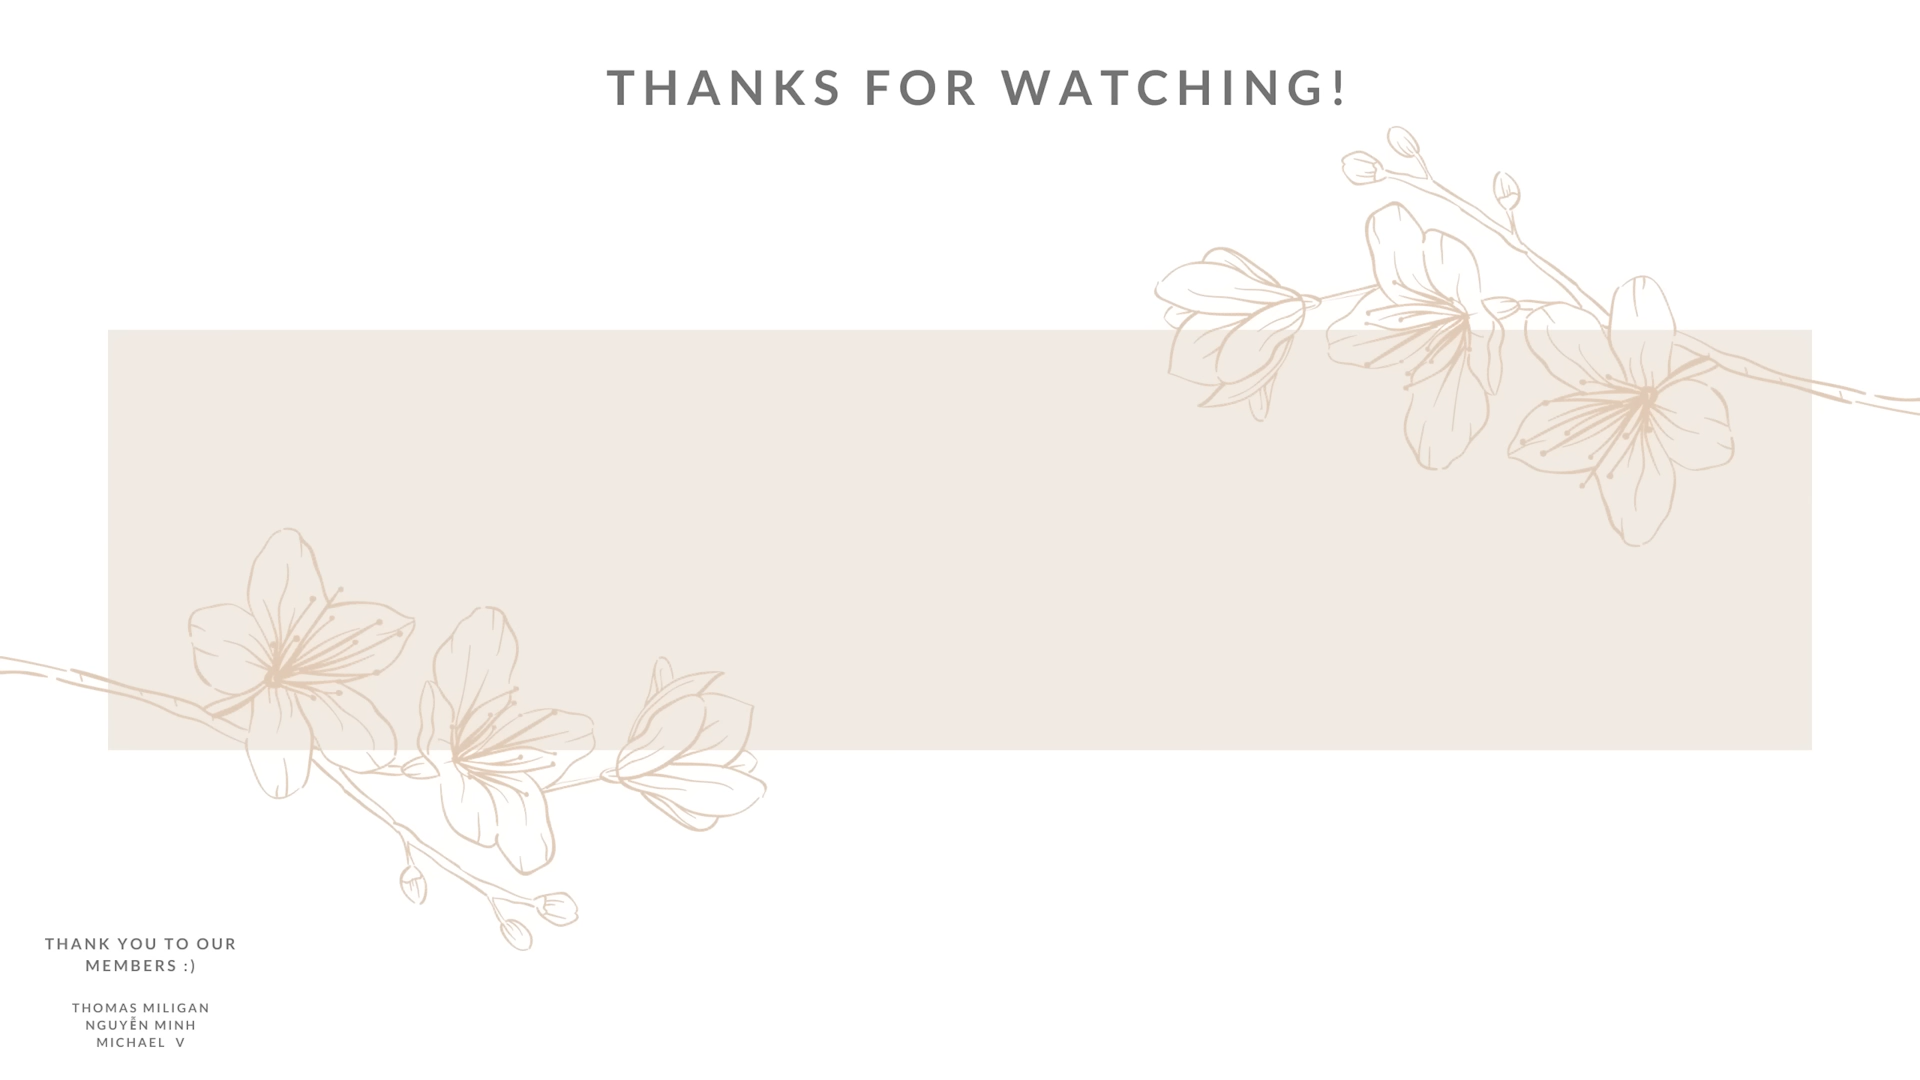 THANKS FOR WATCHING!
THANK YOU TO OUR
MEMBERS :)
THOMAS MILIGAN
NGUYỄN MINH
MICHAEL V